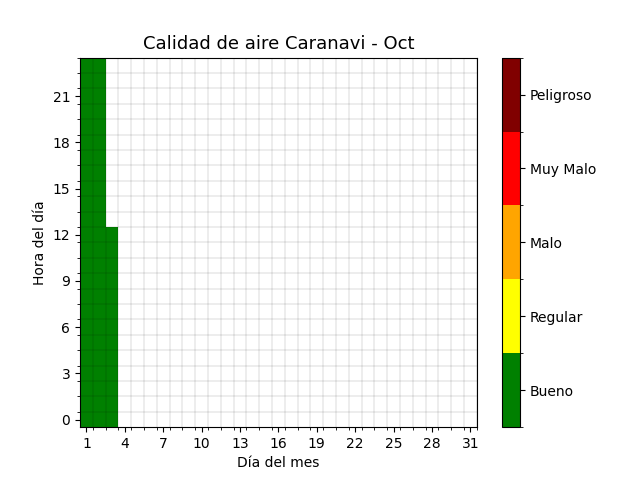 Calidad de aire Caranavi - Oct
Hora del día
21
18
15
12
9
6
3
0
1 4 7 10 13 16 19 22 25 28 31
Día del mes
Peligroso
Muy Malo
Malo
Regular
Bueno